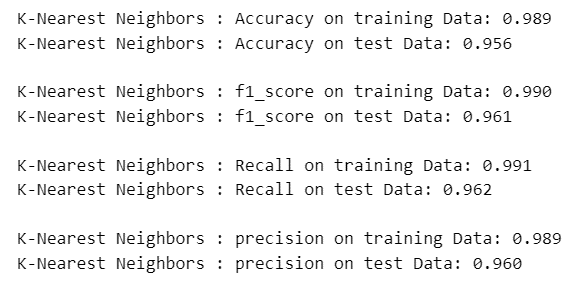 K-Nearest Neighbors : Accuracy on training Data: 0.989
K-Nearest Neighbors : Accuracy on test Data: 0.956
K-Nearest Neighbors : f1_score on training Data: 0.990
K-Nearest Neighbors : f1_score on test Data: 0.961
K-Nearest Neighbors : Recall on training Data: 0.991
K-Nearest Neighbors : Recall on test Data: 0.962
K-Nearest Neighbors : precision on training Data: 0.989
K-Nearest Neighbors : precision on test Data: 0.960